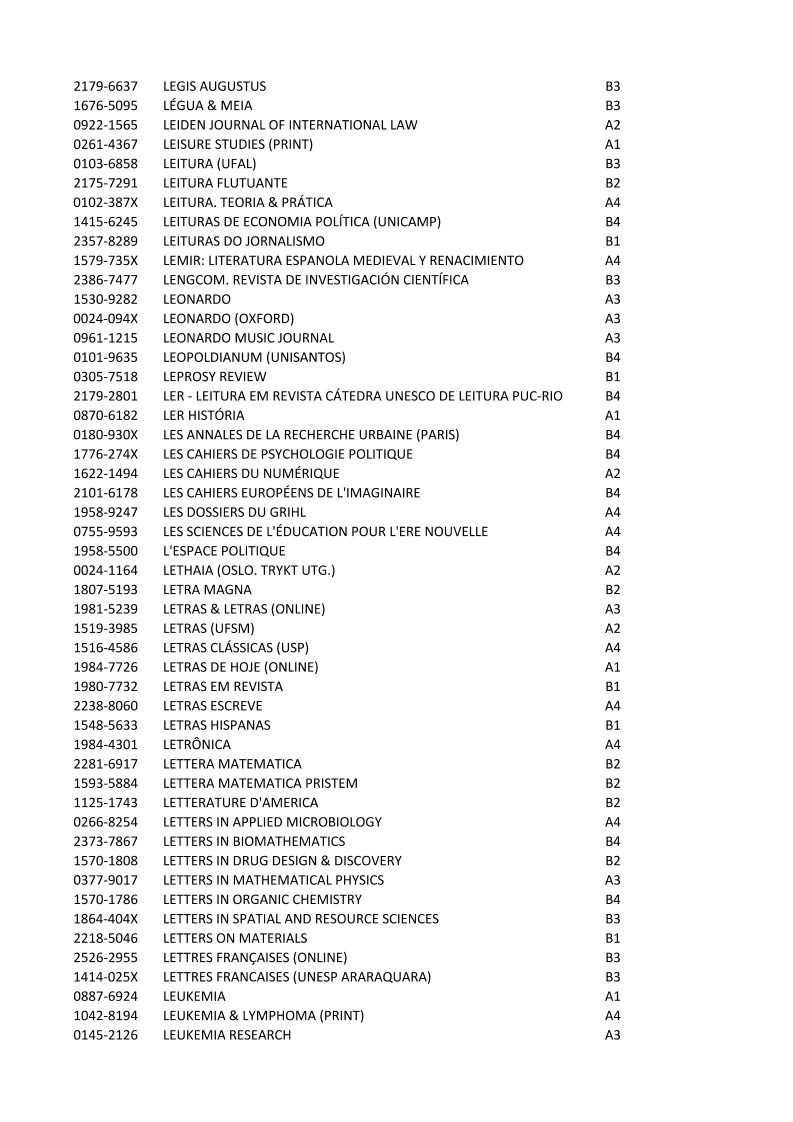 2179-6637 LEGIS AUGUSTUS B3
1676-5095 LÉGUA & MEIA B3
0922-1565 LEIDEN JOURNAL OF INTERNATIONAL LAW A2
0261-4367 LEISURE STUDIES (PRINT) A1
0103-6858 LEITURA (UFAL) B3
2175-7291 LEITURA FLUTUANTE B2
0102-387X LEITURA. TEORIA & PRÁTICA A4
1415-6245 LEITURAS DE ECONOMIA POLÍTICA (UNICAMP) B4
2357-8289 LEITURAS DO JORNALISMO B1
1579-735X LEMIR: LITERATURA ESPANOLA MEDIEVAL Y RENACIMIENTO A4
2386-7477 LENGCOM. REVISTA DE INVESTIGACIÓN CIENTÍFICA B3
1530-9282 LEONARDO A3
0024-094X LEONARDO (OXFORD) A3
0961-1215 LEONARDO MUSIC JOURNAL A3
0101-9635 LEOPOLDIANUM (UNISANTOS) B4
0305-7518 LEPROSY REVIEW B1
2179-2801 LER - LEITURA EM REVISTA CÁTEDRA UNESCO DE LEITURA PUC-RIO B4
0870-6182 LER HISTÓRIA A1
0180-930X LES ANNALES DE LA RECHERCHE URBAINE (PARIS) B4
1776-274X LES CAHIERS DE PSYCHOLOGIE POLITIQUE B4
1622-1494 LES CAHIERS DU NUMÉRIQUE A2
2101-6178 LES CAHIERS EUROPÉENS DE L'IMAGINAIRE B4
1958-9247 LES DOSSIERS DU GRIHL A4
0755-9593 LES SCIENCES DE L'ÉDUCATION POUR L'ERE NOUVELLE A4
1958-5500 L'ESPACE POLITIQUE B4
0024-1164 LETHAIA (OSLO. TRYKT UTG.) A2
1807-5193 LETRA MAGNA B2
1981-5239 LETRAS & LETRAS (ONLINE) A3
1519-3985 LETRAS (UFSM) A2
1516-4586 LETRAS CLÁSSICAS (USP) A4
1984-7726 LETRAS DE HOJE (ONLINE) A1
1980-7732 LETRAS EM REVISTA B1
2238-8060 LETRAS ESCREVE A4
1548-5633 LETRAS HISPANAS B1
1984-4301 LETRÔNICA A4
2281-6917 LETTERA MATEMATICA B2
1593-5884 LETTERA MATEMATICA PRISTEM B2
1125-1743 LETTERATURE D'AMERICA B2
0266-8254 LETTERS IN APPLIED MICROBIOLOGY A4
2373-7867 LETTERS IN BIOMATHEMATICS B4
1570-1808 LETTERS IN DRUG DESIGN & DISCOVERY B2
0377-9017 LETTERS IN MATHEMATICAL PHYSICS A3
1570-1786 LETTERS IN ORGANIC CHEMISTRY B4
1864-404X LETTERS IN SPATIAL AND RESOURCE SCIENCES B3
2218-5046 LETTERS ON MATERIALS B1
2526-2955 LETTRES FRANÇAISES (ONLINE) B3
1414-025X LETTRES FRANCAISES (UNESP ARARAQUARA) B3
0887-6924 LEUKEMIA A1
1042-8194 LEUKEMIA & LYMPHOMA (PRINT) A4
0145-2126 LEUKEMIA RESEARCH A3